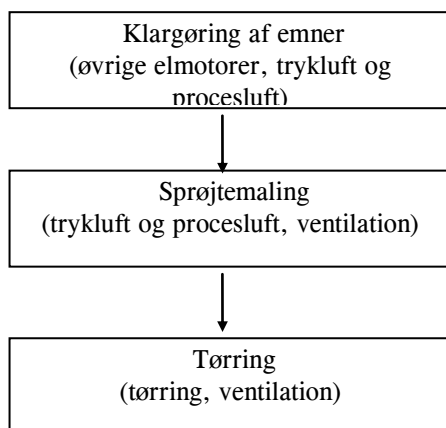 Klargøring af emner
(øvrige elmotorer, trykluft og
procesluft)
Sprøjtemaling
(trykluft og procesluft, ventilation)
Tørring
(tørring, ventilation)